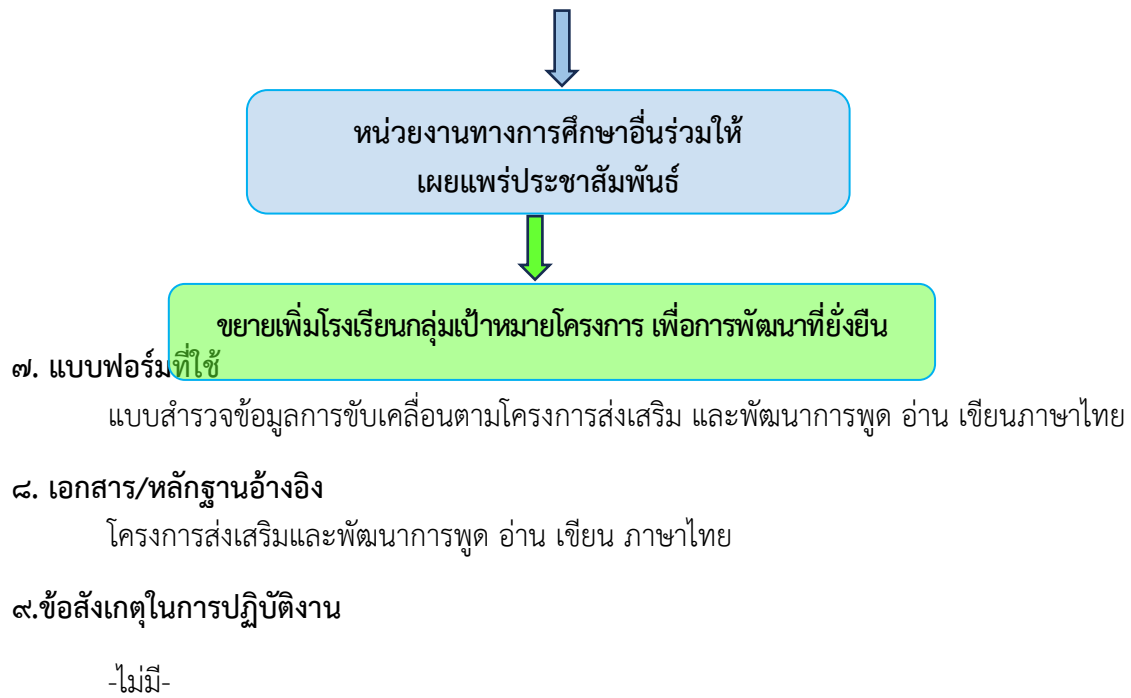 หน่วยงานทางการศึกษาอื่นร่วมให้
เผยแพร่ประชาสัมพันธ์
ขยายเพิ่มโรงเรียนกลุ่มเป้าหมายโครงการ เพื่อการพัฒนาที่ยั่งยืน
๗. แบบฟอร์มที่ใช้
แบบสำรวจข้อมูลการขับเคลื่อนตามโครงการส่งเสริม และพัฒนาการพูด อ่าน เขียนภาษาไทย
๘. เอกสาร/หลักฐานอ้างอิง
โครงการส่งเสริมและพัฒนาการพูด อ่าน เขียน ภาษาไทย
๙.ข้อสังเกตุในการปฏิบัติงาน
-ไม่มี-